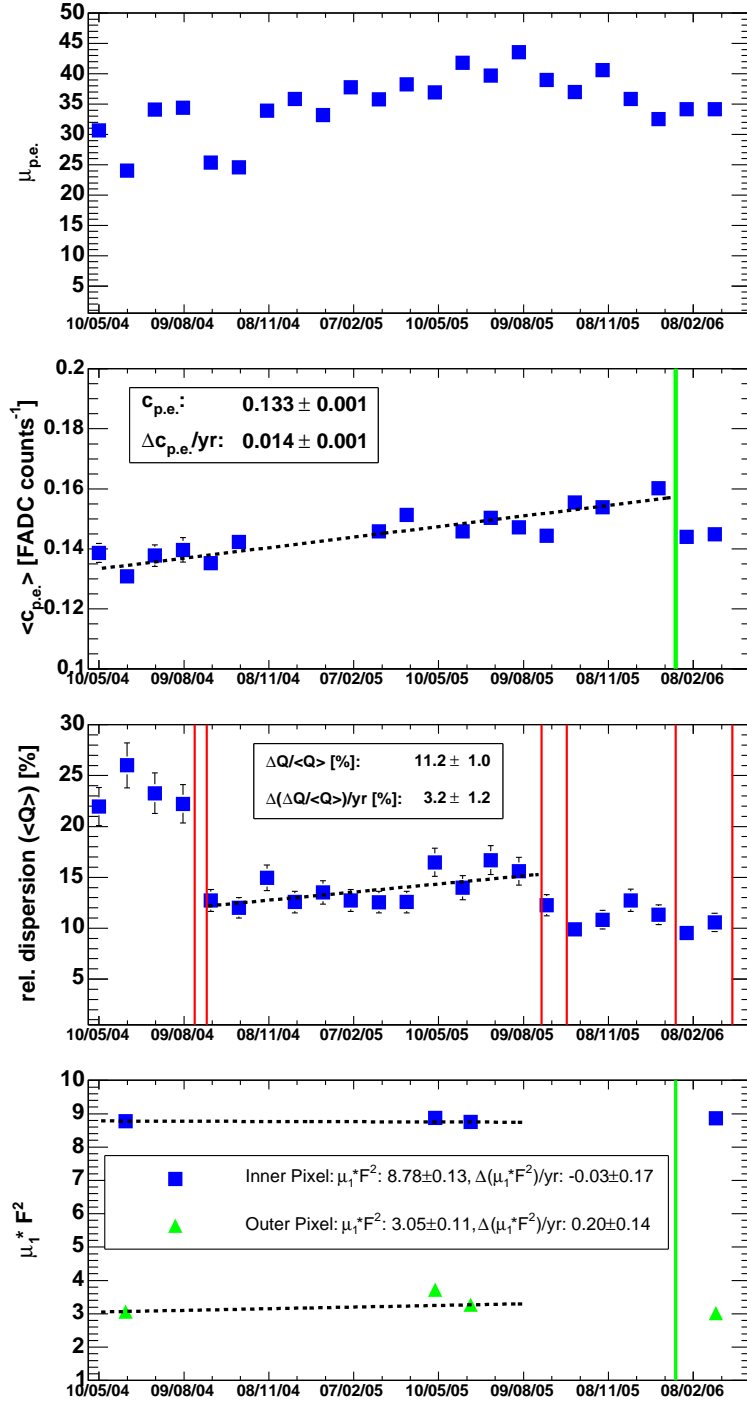 50
45
40
35
30
25
20
15
10
5
μp.e.
10/05/04 09/08/04 08/11/04 07/02/05 10/05/05 09/08/05 08/11/05 08/02/06
0.2
0.18
0.16
0.14
0.12
0.1
<cp.e.> [FADC counts⁻¹]
cp.e.: 0.133 ± 0.001
Δcp.e./yr: 0.014 ± 0.001
10/05/04 09/08/04 08/11/04 07/02/05 10/05/05 09/08/05 08/11/05 08/02/06
30
25
20
15
10
5
rel. dispersion (<Q>) [%]
ΔQ/<Q> [%]: 11.2 ± 1.0
Δ(ΔQ/<Q>)/yr [%]: 3.2 ± 1.2
10/05/04 09/08/04 08/11/04 07/02/05 10/05/05 09/08/05 08/11/05 08/02/06
10
9
8
7
6
5
4
3
2
1
μ₁* F²
Inner Pixel: μ₁*F²: 8.78±0.13, Δ(μ₁*F²)/yr: -0.03±0.17
Outer Pixel: μ₁*F²: 3.05±0.11, Δ(μ₁*F²)/yr: 0.20±0.14
10/05/04 09/08/04 08/11/04 07/02/05 10/05/05 09/08/05 08/11/05 08/02/06